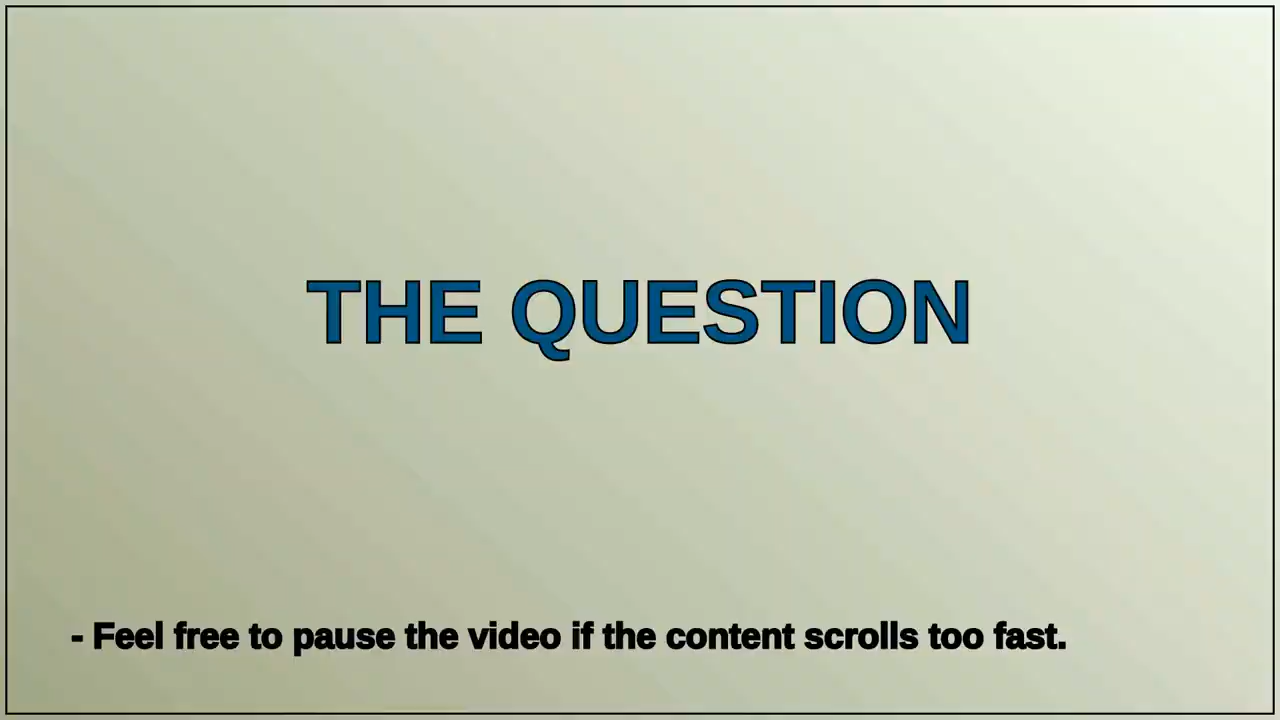 THE QUESTION
- Feel free to pause the video if the content scrolls too fast.